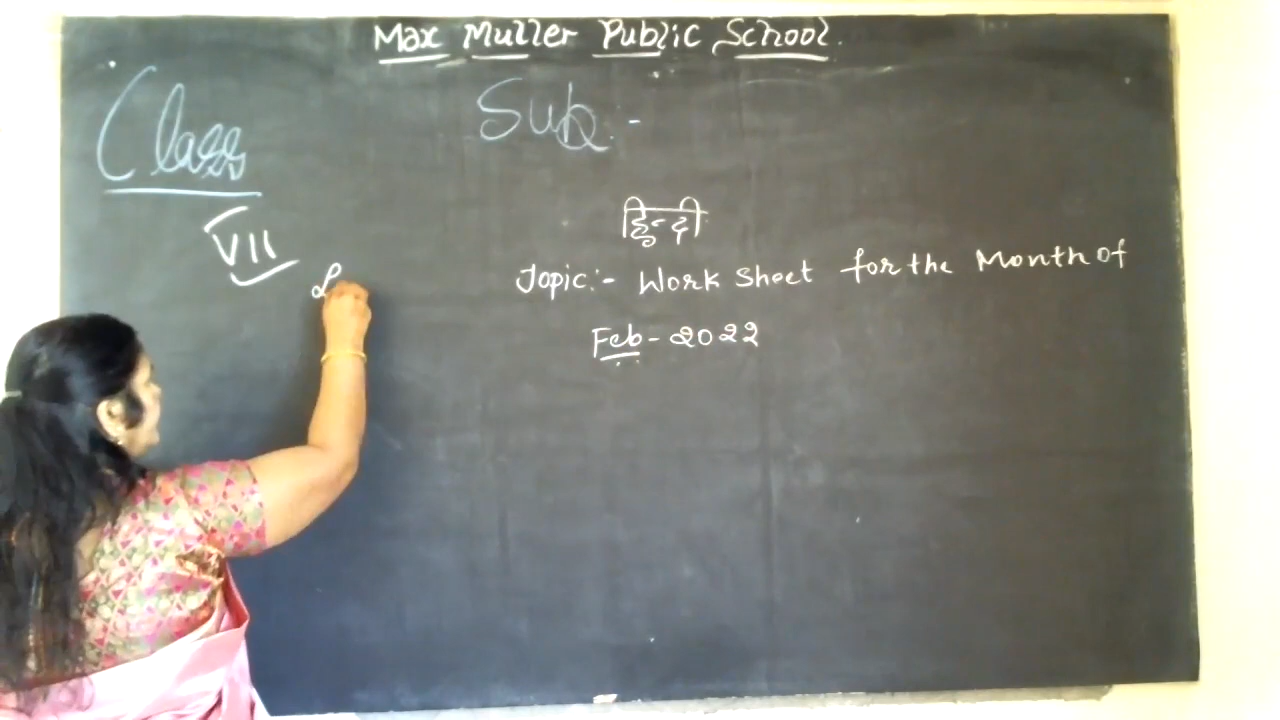 Max Muller Public School.
Class
Sub:-
VII
हिन्दी
Topic:- Work Sheet for the Month of
Feb-2022